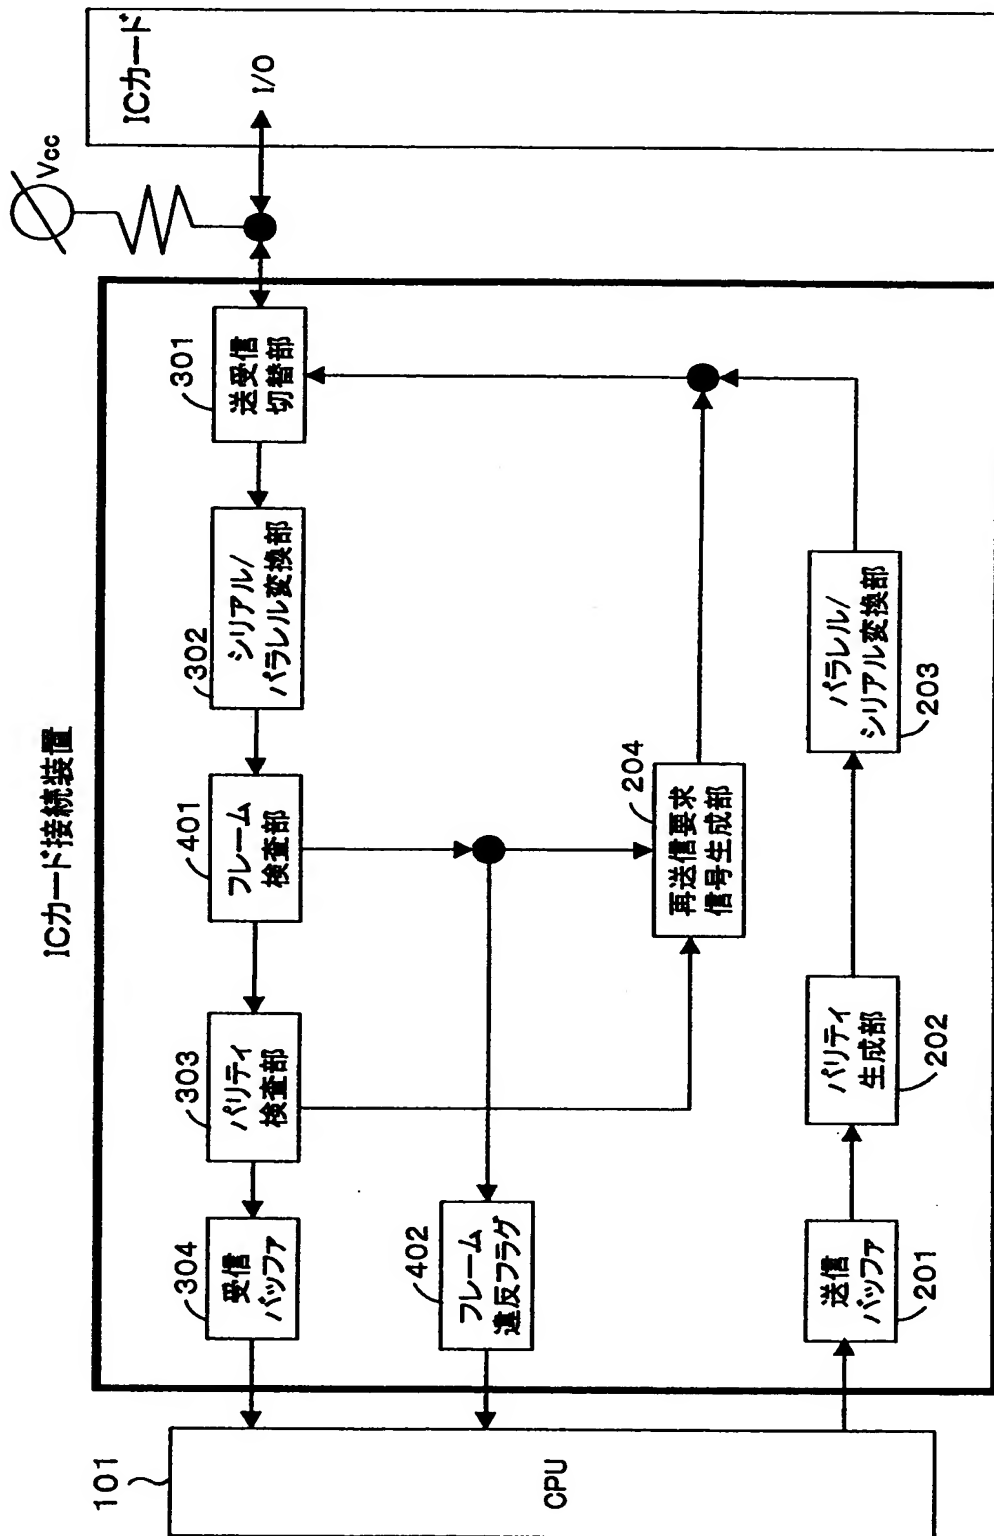 ICカード接続装置
101
CPU
304
受信
バッファ
303
パリティ
検査部
401
フレーム
検査部
302
シリアル/
パラレル変換部
301
送受信
切替部
Vcc
I/O
ICカード
402
フレーム
違反フラグ
204
再送信要求
信号生成部
送信
バッファ
201
パリティ
生成部
202
パラレル/
シリアル変換部
203